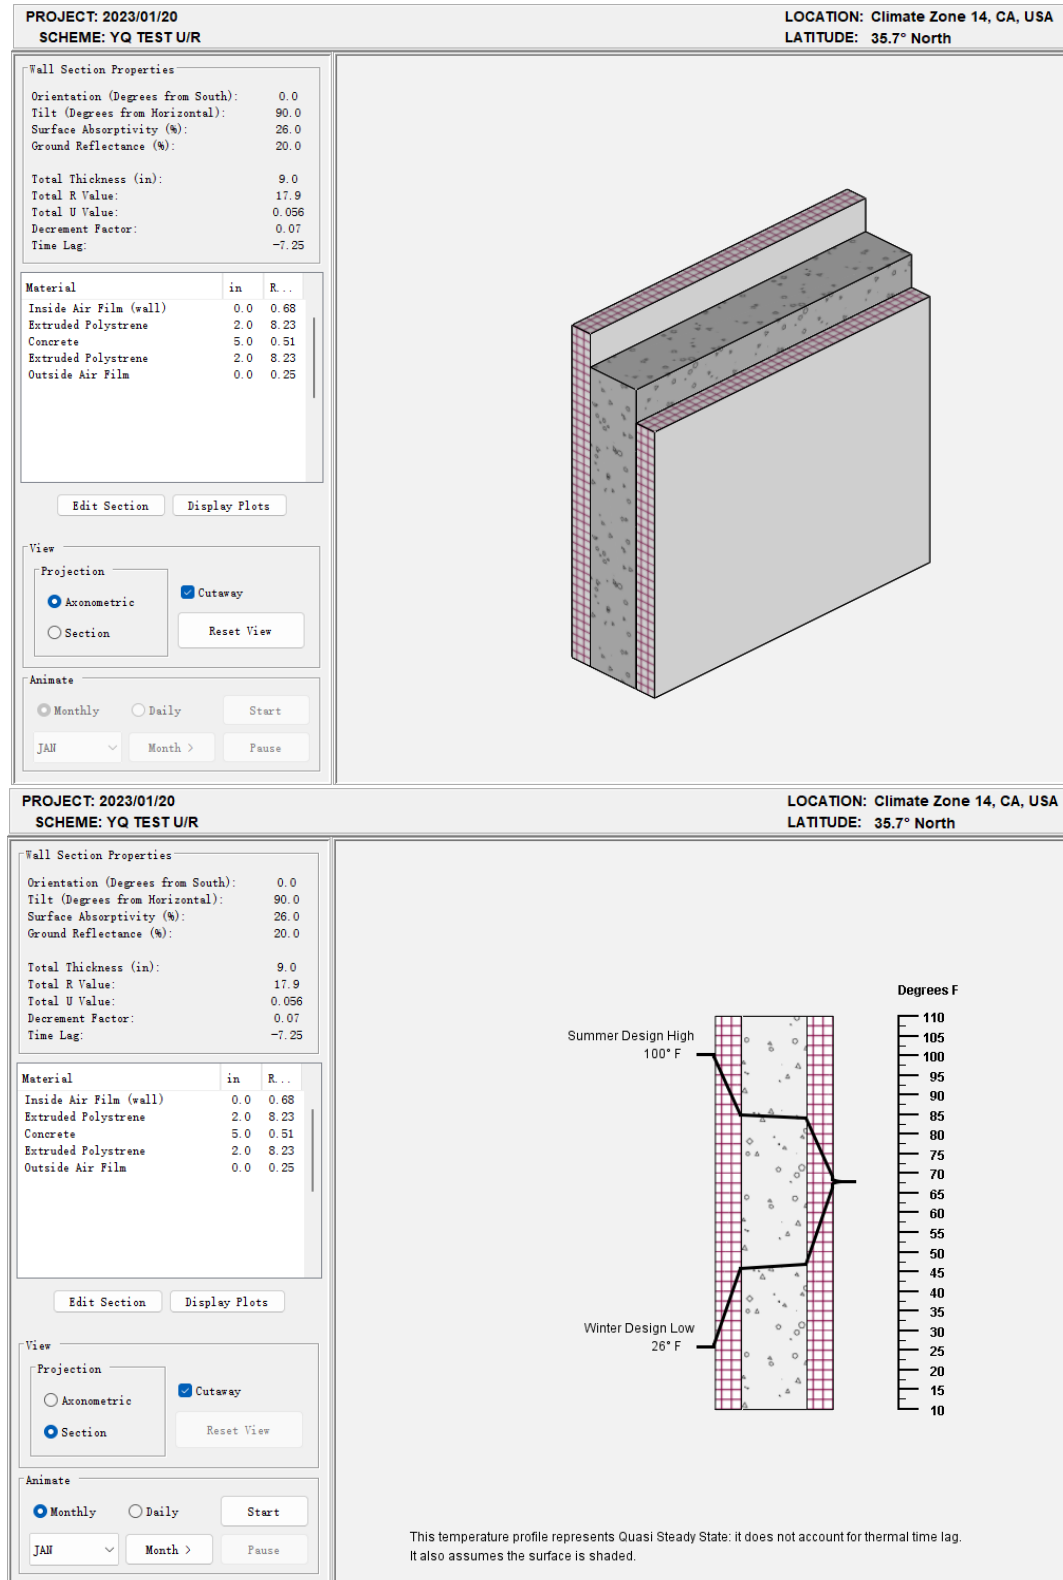 PROJECT: 2023/01/20
SCHEME: YQ TEST U/R
LOCATION: Climate Zone 14, CA, USA
LATITUDE: 35.7° North
Wall Section Properties
Orientation (Degrees from South): 0.0
Tilt (Degrees from Horizontal): 90.0
Surface Absorptivity (%): 26.0
Ground Reflectance (%): 20.0
Total Thickness (in): 9.0
Total R Value: 17.9
Total U Value: 0.056
Decrement Factor: 0.07
Time Lag: -7.25
Material in R...
Inside Air Film (wall) 0.0 0.68
Extruded Polystrene 2.0 8.23
Concrete 5.0 0.51
Extruded Polystrene 2.0 8.23
Outside Air Film 0.0 0.25
Edit Section Display Plots
View
Projection
Axonometric
Section
Cutaway
Reset View
Animate
Monthly Daily Start
JAN Month > Pause
PROJECT: 2023/01/20
SCHEME: YQ TEST U/R
LOCATION: Climate Zone 14, CA, USA
LATITUDE: 35.7° North
Wall Section Properties
Orientation (Degrees from South): 0.0
Tilt (Degrees from Horizontal): 90.0
Surface Absorptivity (%): 26.0
Ground Reflectance (%): 20.0
Total Thickness (in): 9.0
Total R Value: 17.9
Total U Value: 0.056
Decrement Factor: 0.07
Time Lag: -7.25
Material in R...
Inside Air Film (wall) 0.0 0.68
Extruded Polystrene 2.0 8.23
Concrete 5.0 0.51
Extruded Polystrene 2.0 8.23
Outside Air Film 0.0 0.25
Edit Section Display Plots
View
Projection
Axonometric
Section
Cutaway
Reset View
Animate
Monthly Daily Start
JAN Month > Pause
Summer Design High
100° F
Winter Design Low
26° F
Degrees F
110
105
100
95
90
85
80
75
70
65
60
55
50
45
40
35
30
25
20
15
10
This temperature profile represents Quasi Steady State: it does not account for thermal time lag.
It also assumes the surface is shaded.